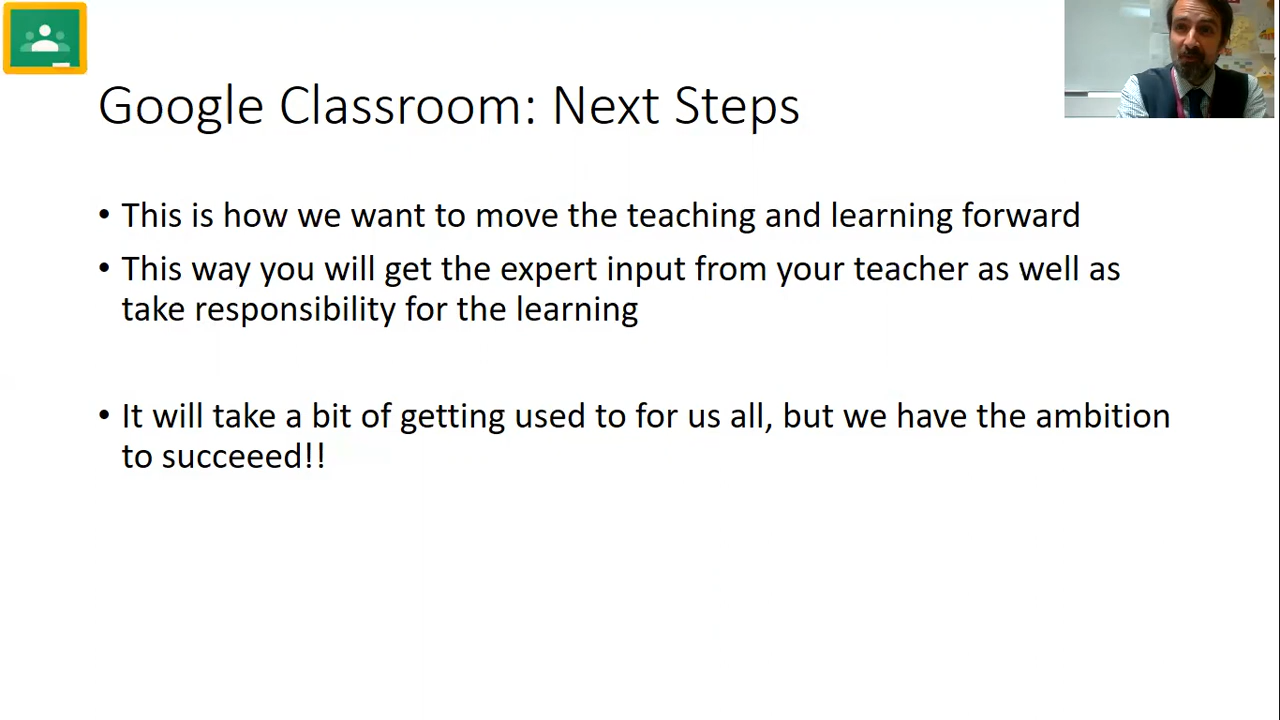 Google Classroom: Next Steps
• This is how we want to move the teaching and learning forward
• This way you will get the expert input from your teacher as well as
take responsibility for the learning
• It will take a bit of getting used to for us all, but we have the ambition
to succeeed!!